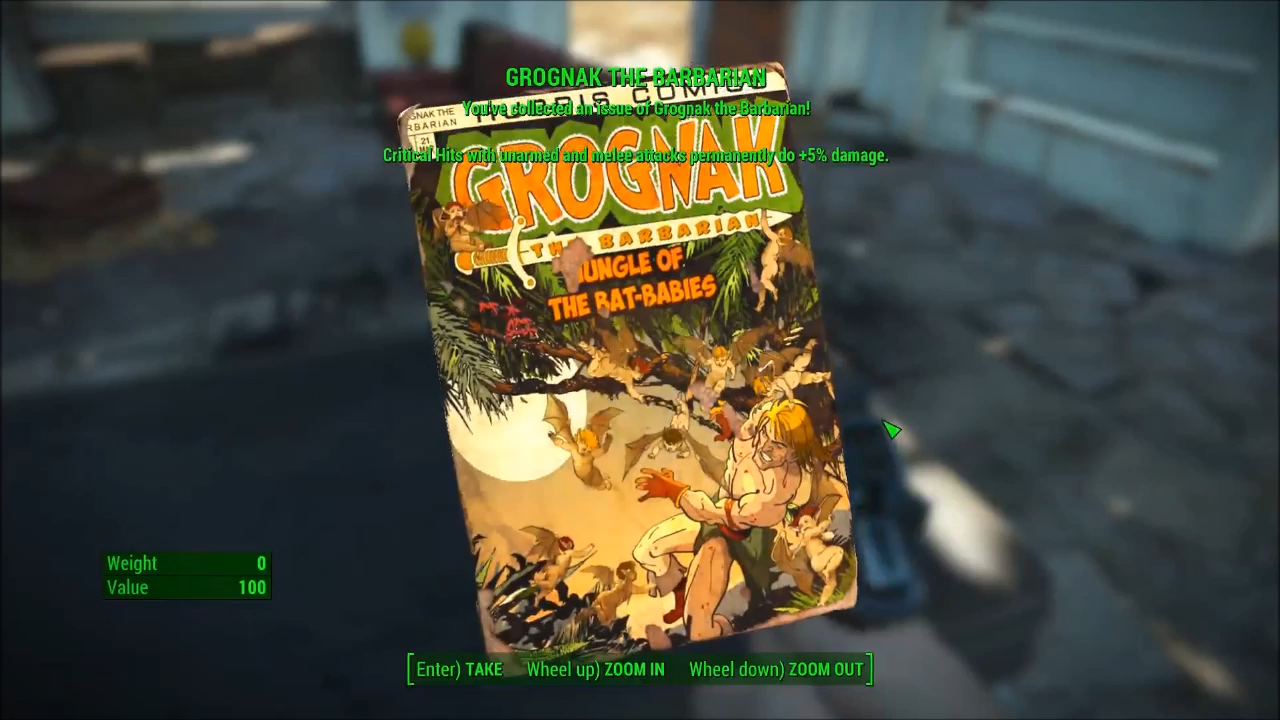 GROGNAK THE BARBARIAN
You've collected an issue of Grognak the Barbarian!
Critical Hits with unarmed and melee attacks permanently do +5% damage.
GNAK THE
RBARIAN
21
COMICS
GROGNAK
THE BARBARIAN
JUNGLE OF
THE BAT-BABIES
Weight 0
Value 100
[Enter) TAKE Wheel up) ZOOM IN Wheel down) ZOOM OUT]